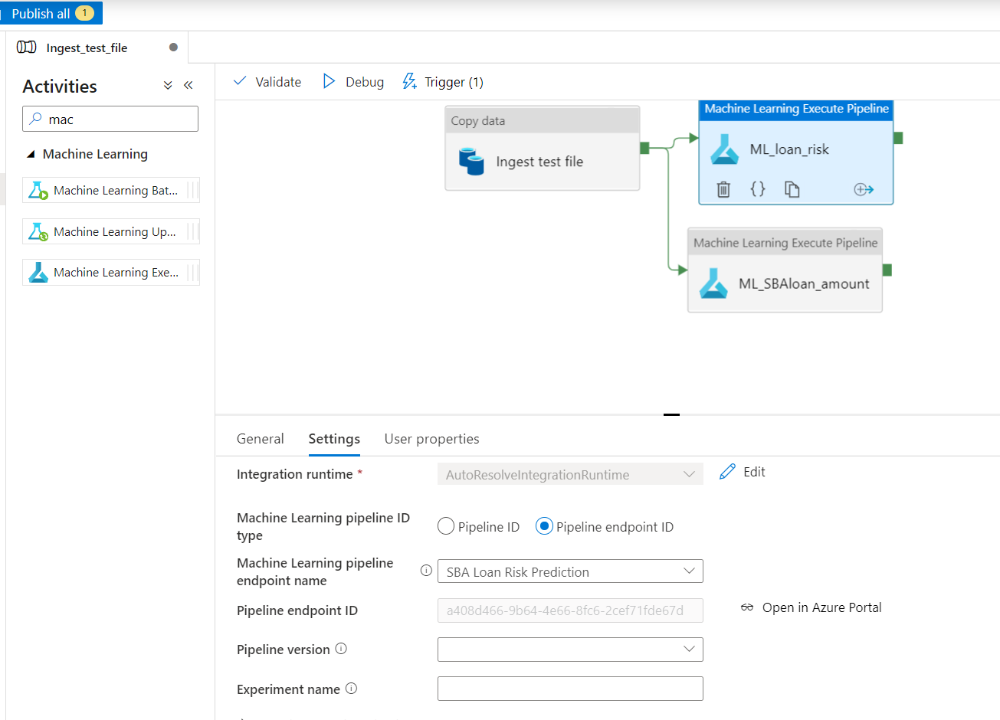 Publish all 1
Ingest_test_file
Activities
mac
Machine Learning
Machine Learning Bat...
Machine Learning Up...
Machine Learning Exe...
Validate
Debug
Trigger (1)
Copy data
Ingest test file
Machine Learning Execute Pipeline
ML_loan_risk
{}
Machine Learning Execute Pipeline
ML_SBAloan_amount
General
Settings
User properties
Integration runtime *
AutoResolveIntegrationRuntime
Edit
Machine Learning pipeline ID
type
Pipeline ID
Pipeline endpoint ID
Machine Learning pipeline
endpoint name
SBA Loan Risk Prediction
Pipeline endpoint ID
a408d466-9b64-4e66-8fc6-2cef71fde67d
Open in Azure Portal
Pipeline version
Experiment name